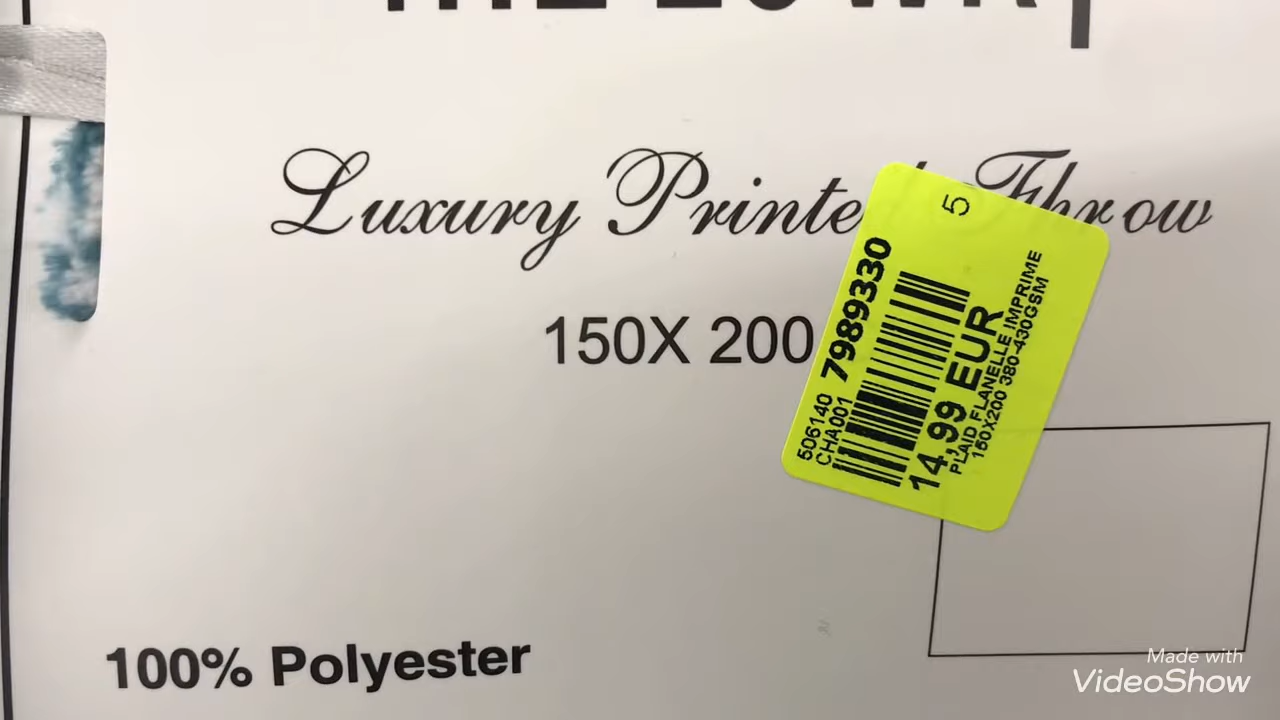 Luxury Printe Throw
150X 200
5
506140 7989330
CHA001
14,99 EUR
PLAID FLANELLE IMPRIME
150X200 380-430GSM
100% Polyester
Made with
VideoShow